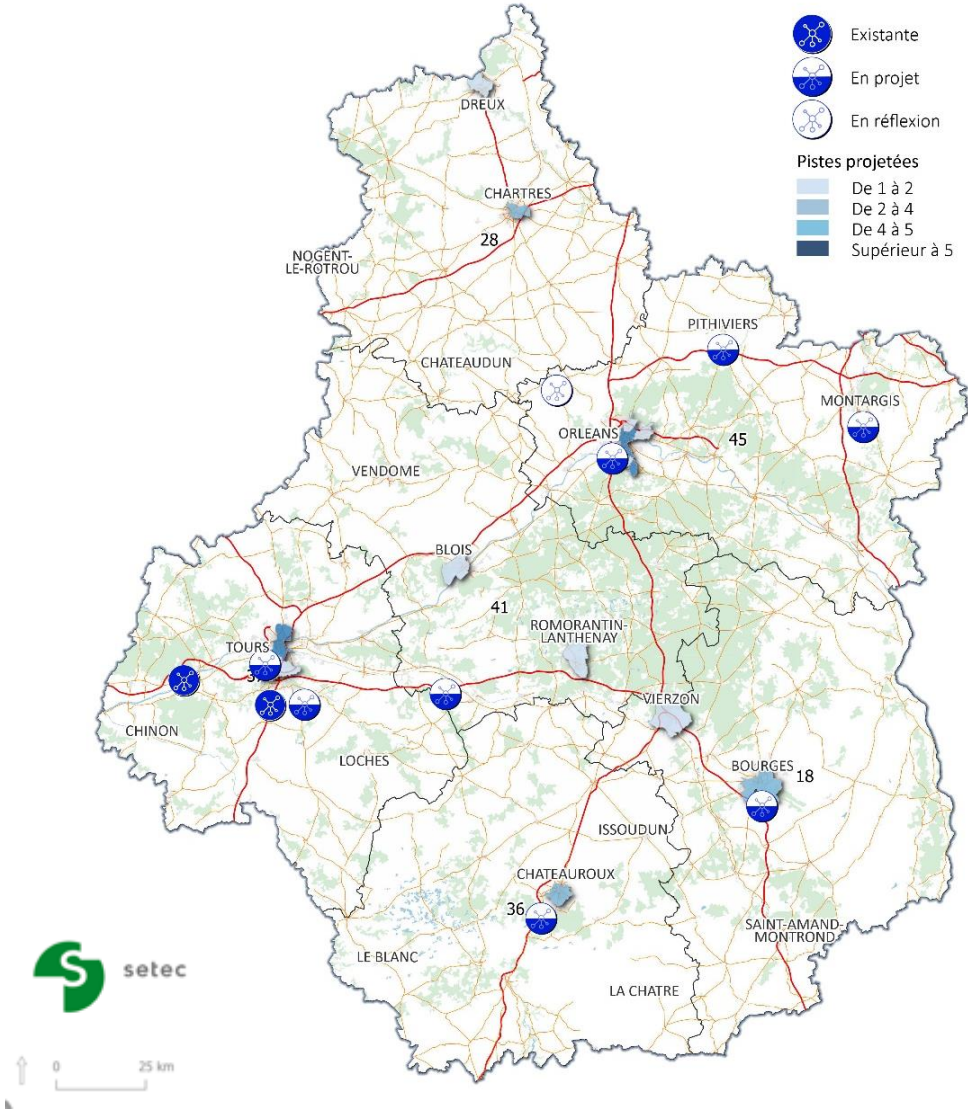 Existante
En projet
En réflexion
Pistes projetées
De 1 à 2
De 2 à 4
De 4 à 5
Supérieur à 5
DREUX
CHARTRES
28
NOGENT-
LE-ROTROU
CHATEAUDUN
PITHIVIERS
MONTARGIS
ORLEANS
45
VENDOME
BLOIS
41
ROMORANTIN-
LANTHENAY
TOURS
CHINON
LOCHES
VIERZON
BOURGES
18
ISSOUDUN
CHATEAUROUX
36
SAINT-AMAND-
MONTROND
LE BLANC
LA CHATRE
setec
0 25 km